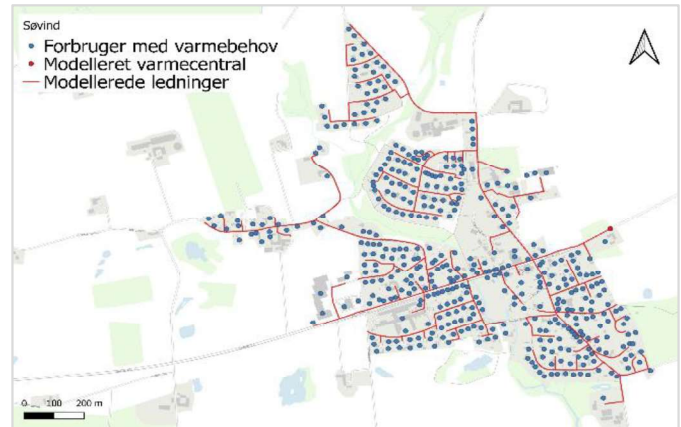 Søvind
Forbruger med varmebehov
Modelleret varmecentral
Modellerede ledninger
0 100 200 m